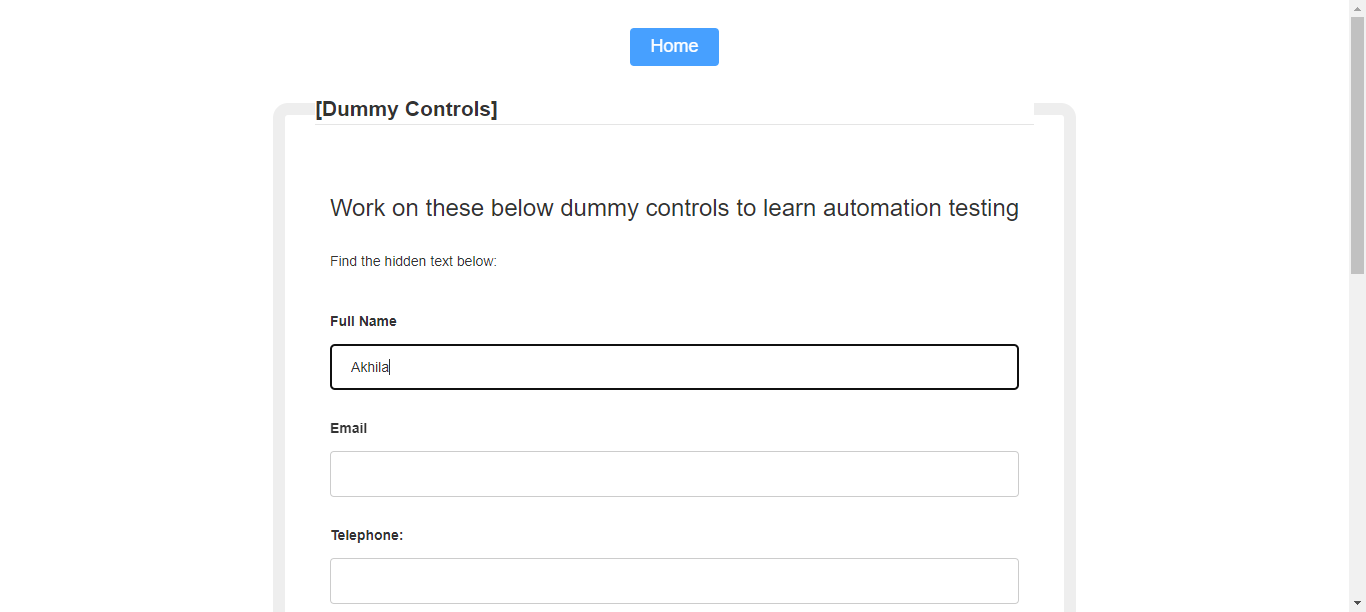 Home
[Dummy Controls]
Work on these below dummy controls to learn automation testing
Find the hidden text below:
Full Name
Akhila
Email
Telephone: